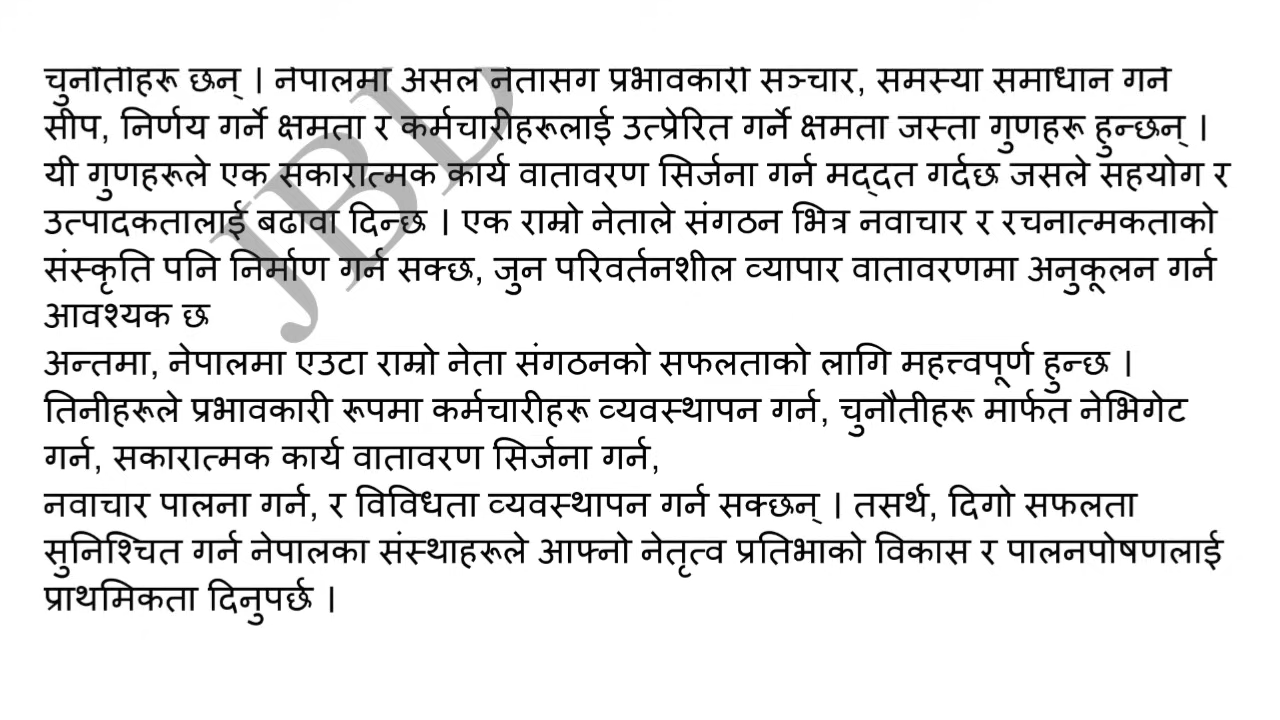 चुनौतीहरू छन् । नेपालमा असल नेतासँग प्रभावकारी सञ्चार, समस्या समाधान गर्ने
सीप, निर्णय गर्ने क्षमता र कर्मचारीहरूलाई उत्प्रेरित गर्ने क्षमता जस्ता गुणहरू हुन्छन् ।
यी गुणहरूले एक सकारात्मक कार्य वातावरण सिर्जना गर्न मद्दत गर्दछ जसले सहयोग र
उत्पादकतालाई बढावा दिन्छ । एक राम्रो नेताले संगठन भित्र नवाचार र रचनात्मकताको
संस्कृति पनि निर्माण गर्न सक्छ, जुन परिवर्तनशील व्यापार वातावरणमा अनुकूलन गर्न
आवश्यक छ
अन्तमा, नेपालमा एउटा राम्रो नेता संगठनको सफलताको लागि महत्त्वपूर्ण हुन्छ ।
तिनीहरूले प्रभावकारी रूपमा कर्मचारीहरू व्यवस्थापन गर्न, चुनौतीहरू मार्फत नेभिगेट
गर्न, सकारात्मक कार्य वातावरण सिर्जना गर्न,
नवाचार पालना गर्न, र विविधता व्यवस्थापन गर्न सक्छन् । तसर्थ, दिगो सफलता
सुनिश्चित गर्न नेपालका संस्थाहरूले आफ्नो नेतृत्व प्रतिभाको विकास र पालनपोषणलाई
प्राथमिकता दिनुपर्छ ।